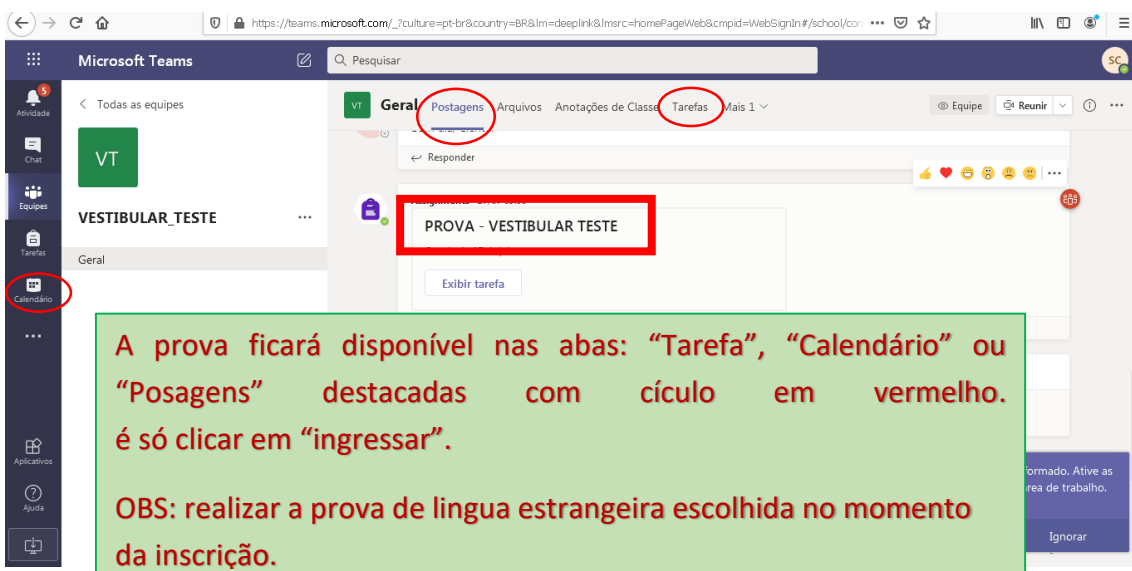 https://teams.microsoft.com/_?culture=pt-br&country=BR&lm=deeplink&lmsrc=homePageWeb&cmpid=WebSignIn#/school/con
Microsoft Teams
Pesquisar
SC
5
Atividade
Chat
Equipes
Tarefas
Calendário
Aplicativos
Ajuda
Todas as equipes
VT
VESTIBULAR_TESTE
Geral
VT Geral Postagens Arquivos Anotações de Classe Tarefas Mais 1
Equipe Reunir
Responder
PROVA - VESTIBULAR TESTE
Exibir tarefa
A prova ficará disponível nas abas: “Tarefa”, “Calendário” ou
“Posagens” destacadas com cículo em vermelho.
é só clicar em “ingressar”.
OBS: realizar a prova de lingua estrangeira escolhida no momento
da inscrição.
formado. Ative as
área de trabalho.
Ignorar